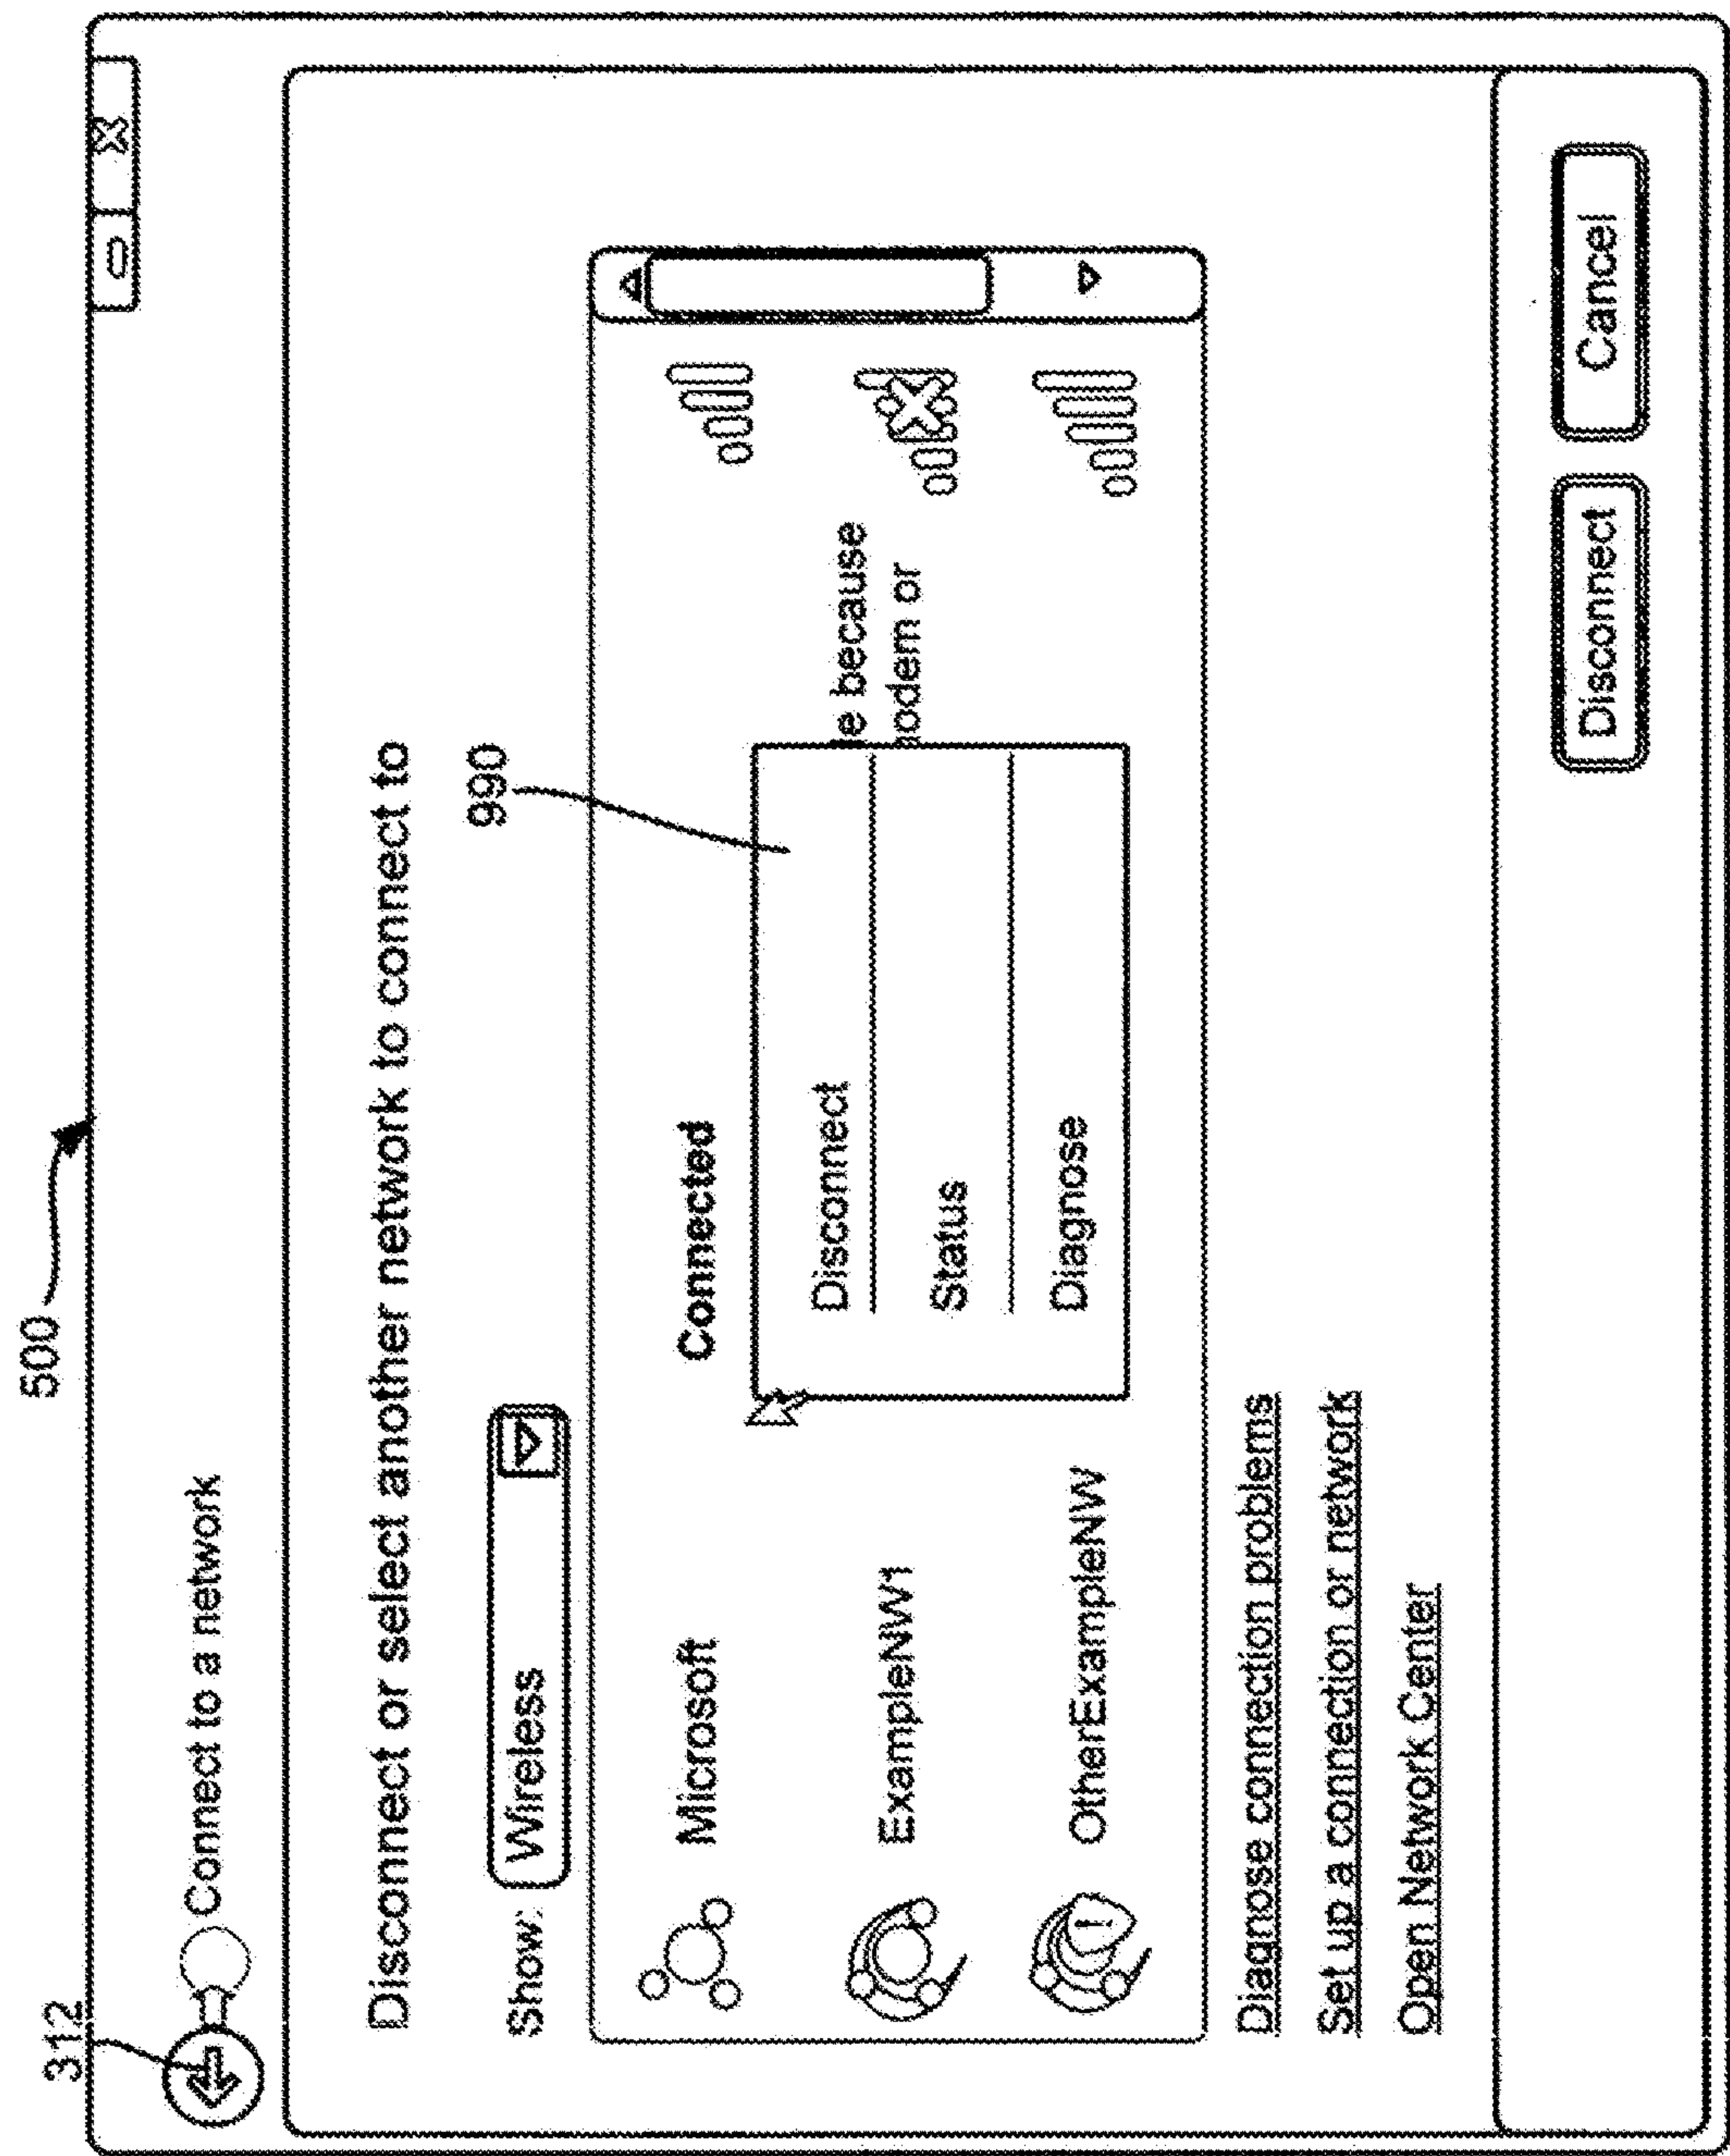 500
312
Connect to a network
Disconnect or select another network to connect to
Show: Wireless
990
Microsoft Connected
Disconnect
ExampleNW1 because
Status or
OtherExampleNW Diagnose
Diagnose connection problems
Set up a connection or network
Open Network Center
Disconnect Cancel